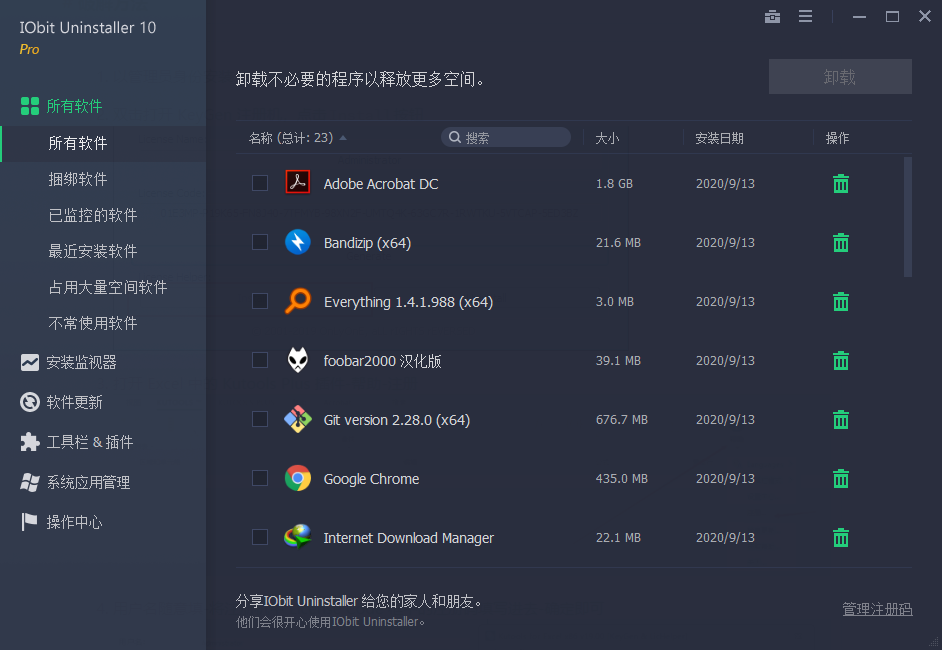 IObit Uninstaller 10
Pro
所有软件
所有软件
捆绑软件
已监控的软件
最近安装软件
占用大量空间软件
不常使用软件
安装监视器
软件更新
工具栏 & 插件
系统应用管理
操作中心
卸载不必要的程序以释放更多空间。
卸载
名称 (总计: 23) 搜索 大小 安装日期 操作
Adobe Acrobat DC 1.8 GB 2020/9/13
Bandizip (x64) 21.6 MB 2020/9/13
Everything 1.4.1.988 (x64) 3.0 MB 2020/9/13
foobar2000 汉化版 39.1 MB 2020/9/13
Git version 2.28.0 (x64) 676.7 MB 2020/9/13
Google Chrome 435.0 MB 2020/9/13
Internet Download Manager 22.1 MB 2020/9/13
分享IObit Uninstaller 给您的家人和朋友。
他们会很开心使用IObit Uninstaller。
管理注册码